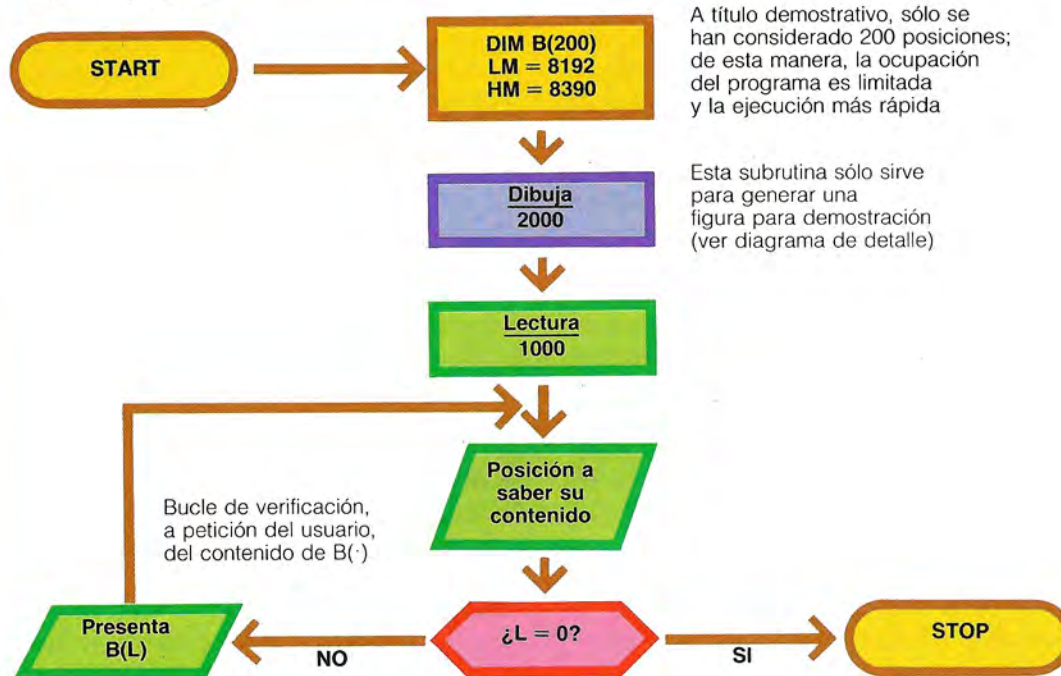 START
DIM B(200)
LM = 8192
HM = 8390
A título demostrativo, sólo se
han considerado 200 posiciones;
de esta manera, la ocupación
del programa es limitada
y la ejecución más rápida
Dibuja
2000
Esta subrutina sólo sirve
para generar una
figura para demostración
(ver diagrama de detalle)
Lectura
1000
Posición a
saber su
contenido
Bucle de verificación,
a petición del usuario,
del contenido de B(·)
Presenta
B(L)
NO
¿L = 0?
SI
STOP